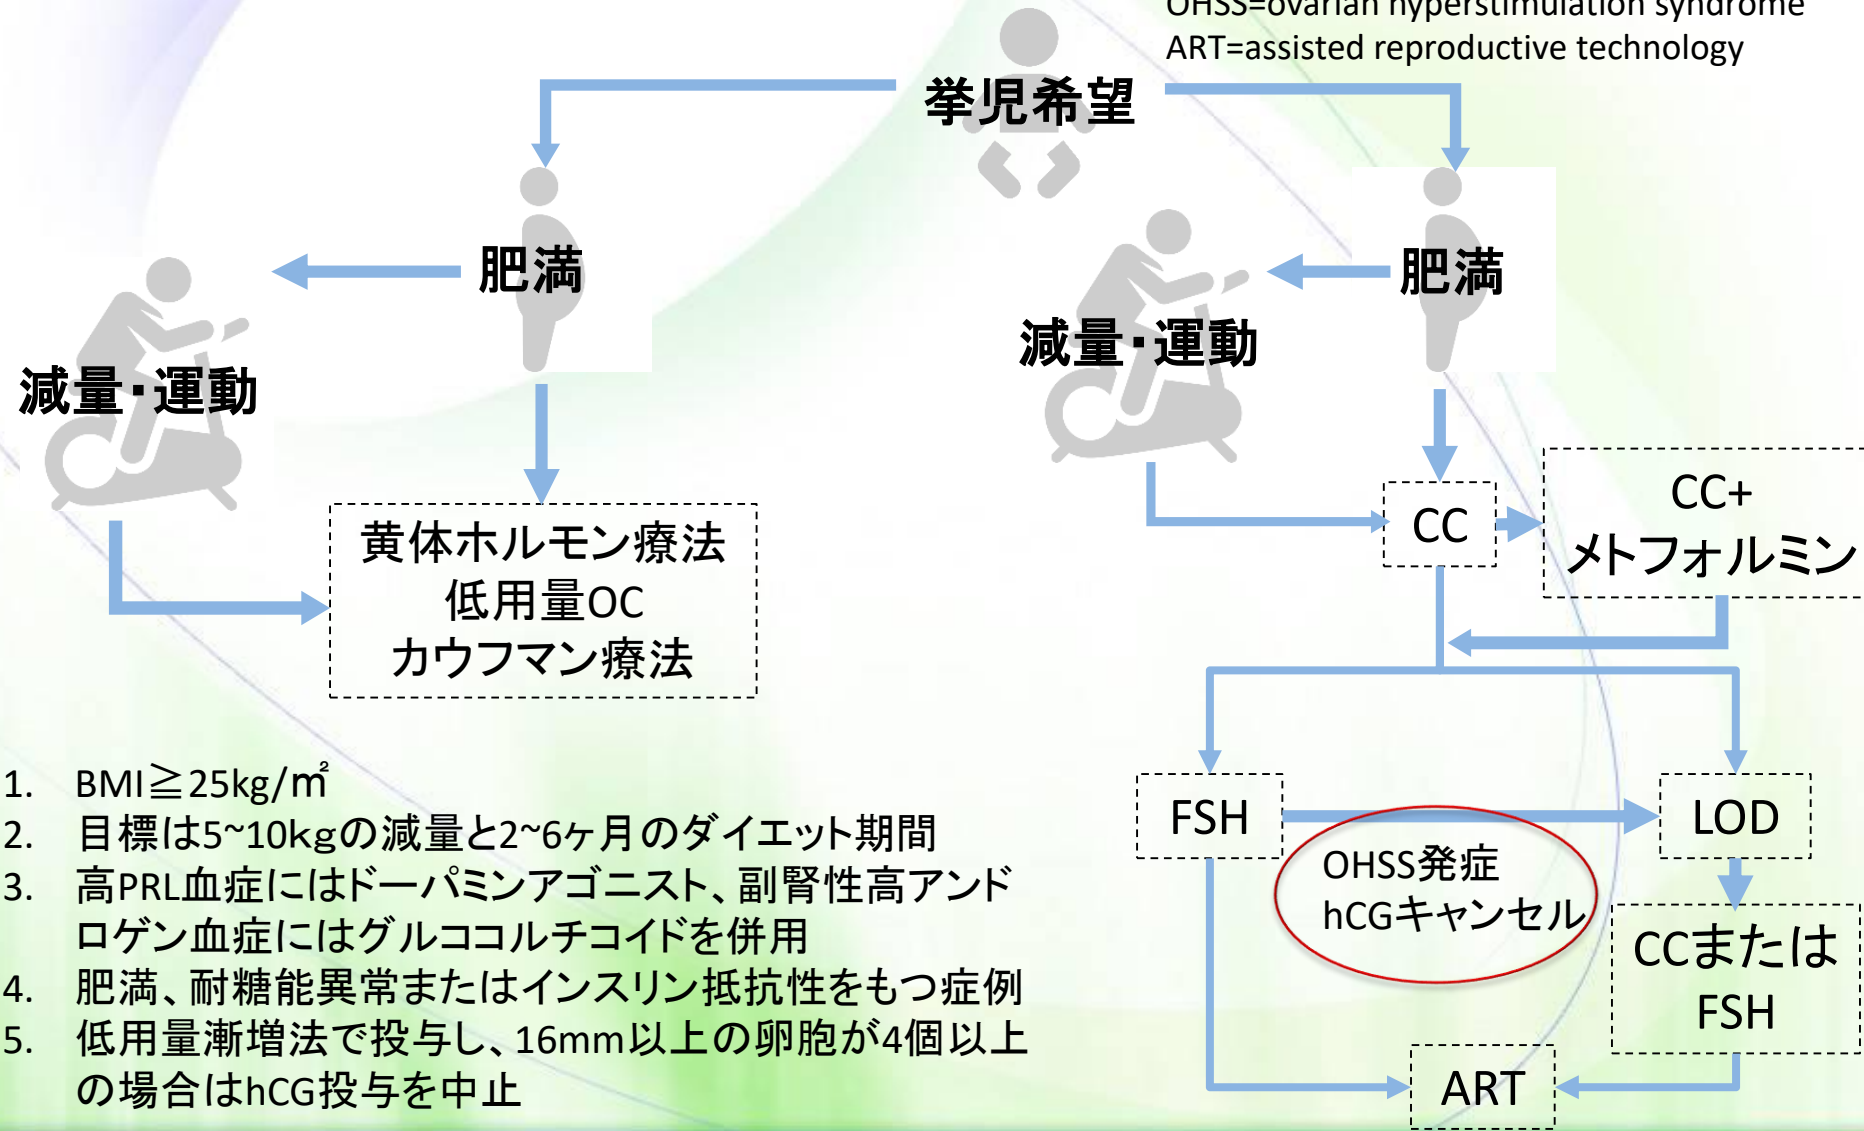 OHSS=ovarian hyperstimulation syndrome
ART=assisted reproductive technology
挙児希望
肥満
減量・運動
黄体ホルモン療法
低用量OC
カウフマン療法
肥満
減量・運動
CC
CC+
メトフォルミン
FSH
LOD
OHSS発症
hCGキャンセル
CCまたは
FSH
ART
1. BMI≧25kg/㎡
2. 目標は5~10kgの減量と2~6ヶ月のダイエット期間
3. 高PRL血症にはドーパミンアゴニスト、副腎性高アンド
ロゲン血症にはグルココルチコイドを併用
4. 肥満、耐糖能異常またはインスリン抵抗性をもつ症例
5. 低用量漸増法で投与し、16mm以上の卵胞が4個以上
の場合はhCG投与を中止